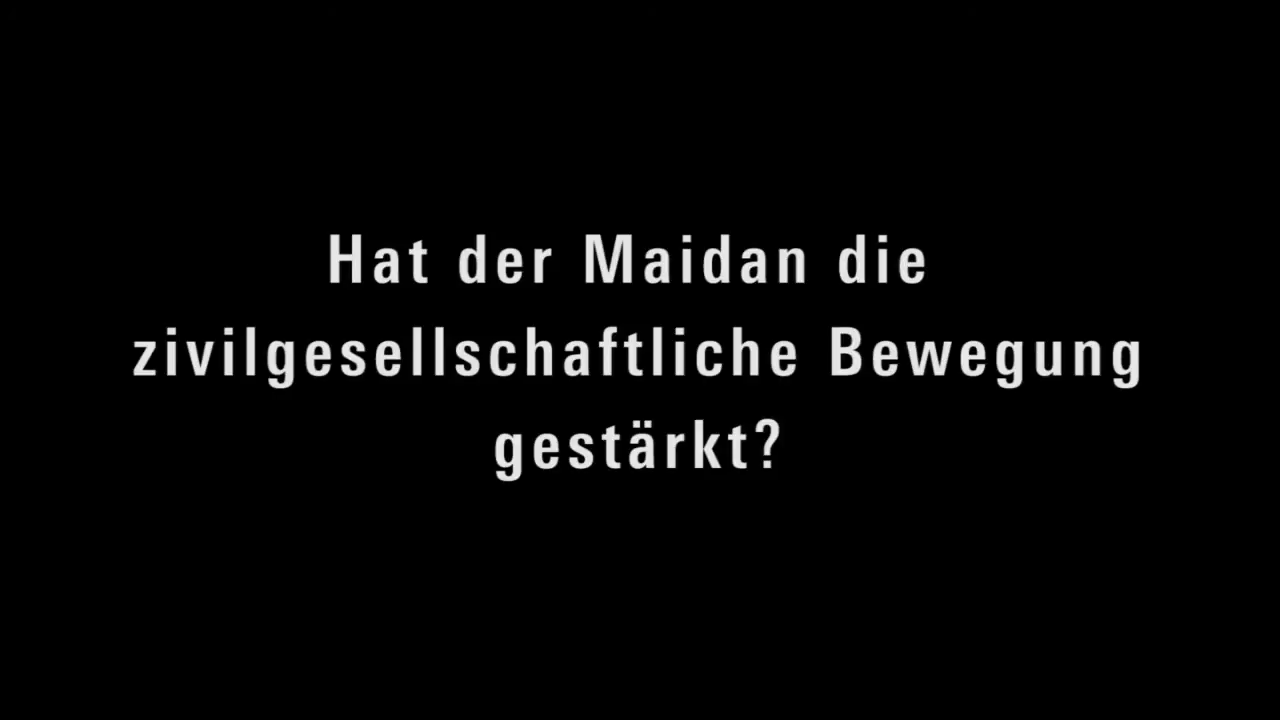 Hat der Maidan die
zivilgesellschaftliche Bewegung
gestärkt?